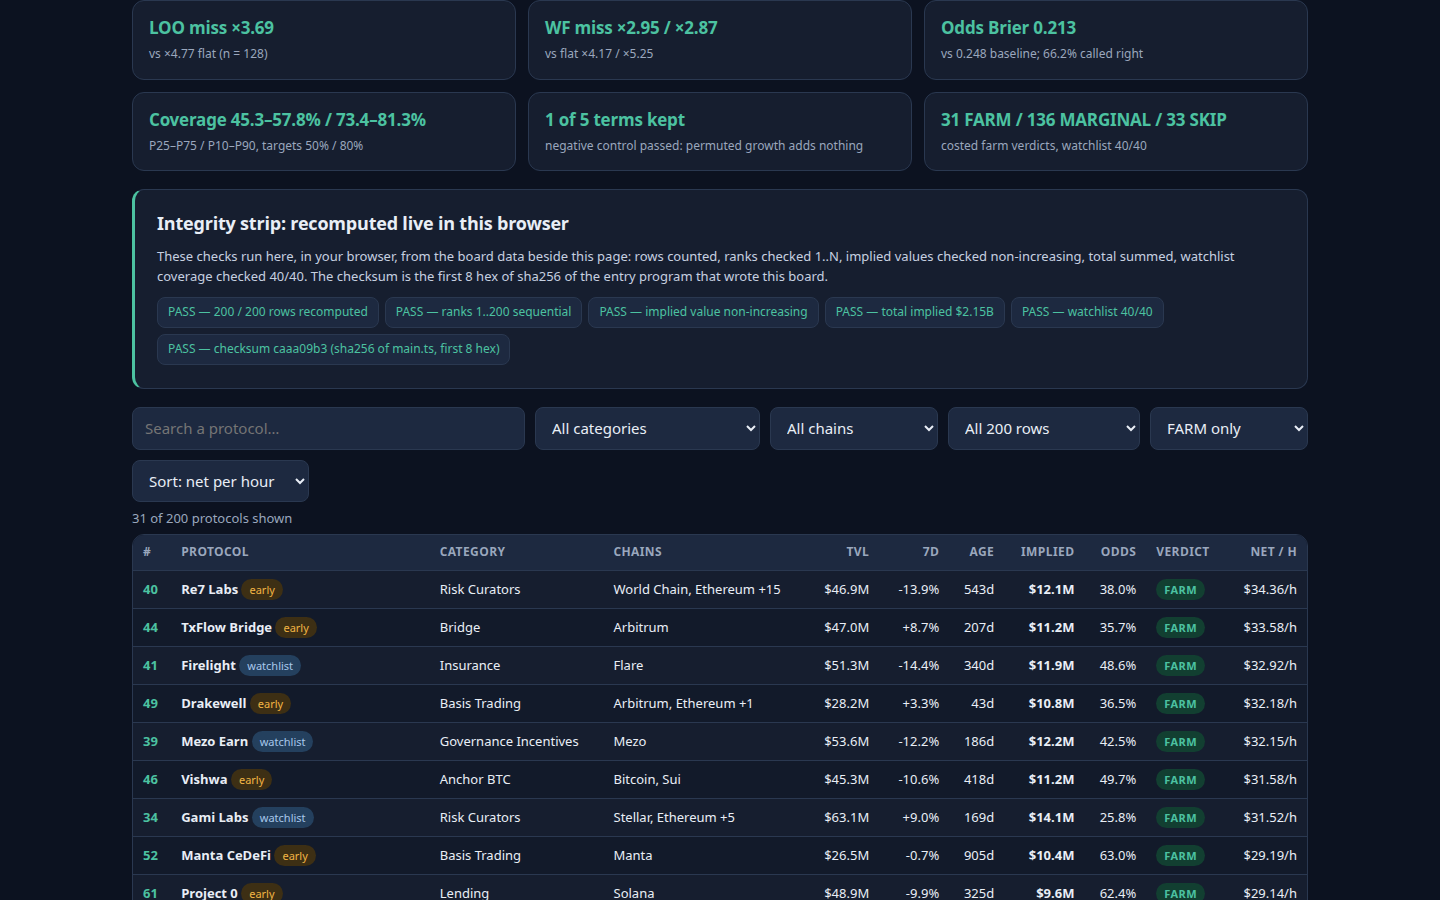 LOO miss ×3.69
vs ×4.77 flat (n = 128)
WF miss ×2.95 / ×2.87
vs flat ×4.17 / ×5.25
Odds Brier 0.213
vs 0.248 baseline; 66.2% called right
Coverage 45.3–57.8% / 73.4–81.3%
P25–P75 / P10–P90, targets 50% / 80%
1 of 5 terms kept
negative control passed: permuted growth adds nothing
31 FARM / 136 MARGINAL / 33 SKIP
costed farm verdicts, watchlist 40/40
Integrity strip: recomputed live in this browser
These checks run here, in your browser, from the board data beside this page: rows counted, ranks checked 1..N, implied values checked non-increasing, total summed, watchlist
coverage checked 40/40. The checksum is the first 8 hex of sha256 of the entry program that wrote this board.
PASS — 200 / 200 rows recomputed
PASS — ranks 1..200 sequential
PASS — implied value non-increasing
PASS — total implied $2.15B
PASS — watchlist 40/40
PASS — checksum caaa09b3 (sha256 of main.ts, first 8 hex)
Search a protocol...
All categories
All chains
All 200 rows
FARM only
Sort: net per hour
31 of 200 protocols shown
# PROTOCOL CATEGORY CHAINS TVL 7D AGE IMPLIED ODDS VERDICT NET / H
40 Re7 Labs early Risk Curators World Chain, Ethereum +15 $46.9M -13.9% 543d $12.1M 38.0% FARM $34.36/h
44 TxFlow Bridge early Bridge Arbitrum $47.0M +8.7% 207d $11.2M 35.7% FARM $33.58/h
41 Firelight watchlist Insurance Flare $51.3M -14.4% 340d $11.9M 48.6% FARM $32.92/h
49 Drakewell early Basis Trading Arbitrum, Ethereum +1 $28.2M +3.3% 43d $10.8M 36.5% FARM $32.18/h
39 Mezo Earn watchlist Governance Incentives Mezo $53.6M -12.2% 186d $12.2M 42.5% FARM $32.15/h
46 Vishwa early Anchor BTC Bitcoin, Sui $45.3M -10.6% 418d $11.2M 49.7% FARM $31.58/h
34 Gami Labs watchlist Risk Curators Stellar, Ethereum +5 $63.1M +9.0% 169d $14.1M 25.8% FARM $31.52/h
52 Manta CeDeFi early Basis Trading Manta $26.5M -0.7% 905d $10.4M 63.0% FARM $29.19/h
61 Project 0 early Lending Solana $48.9M -9.9% 325d $9.6M 62.4% FARM $29.14/h